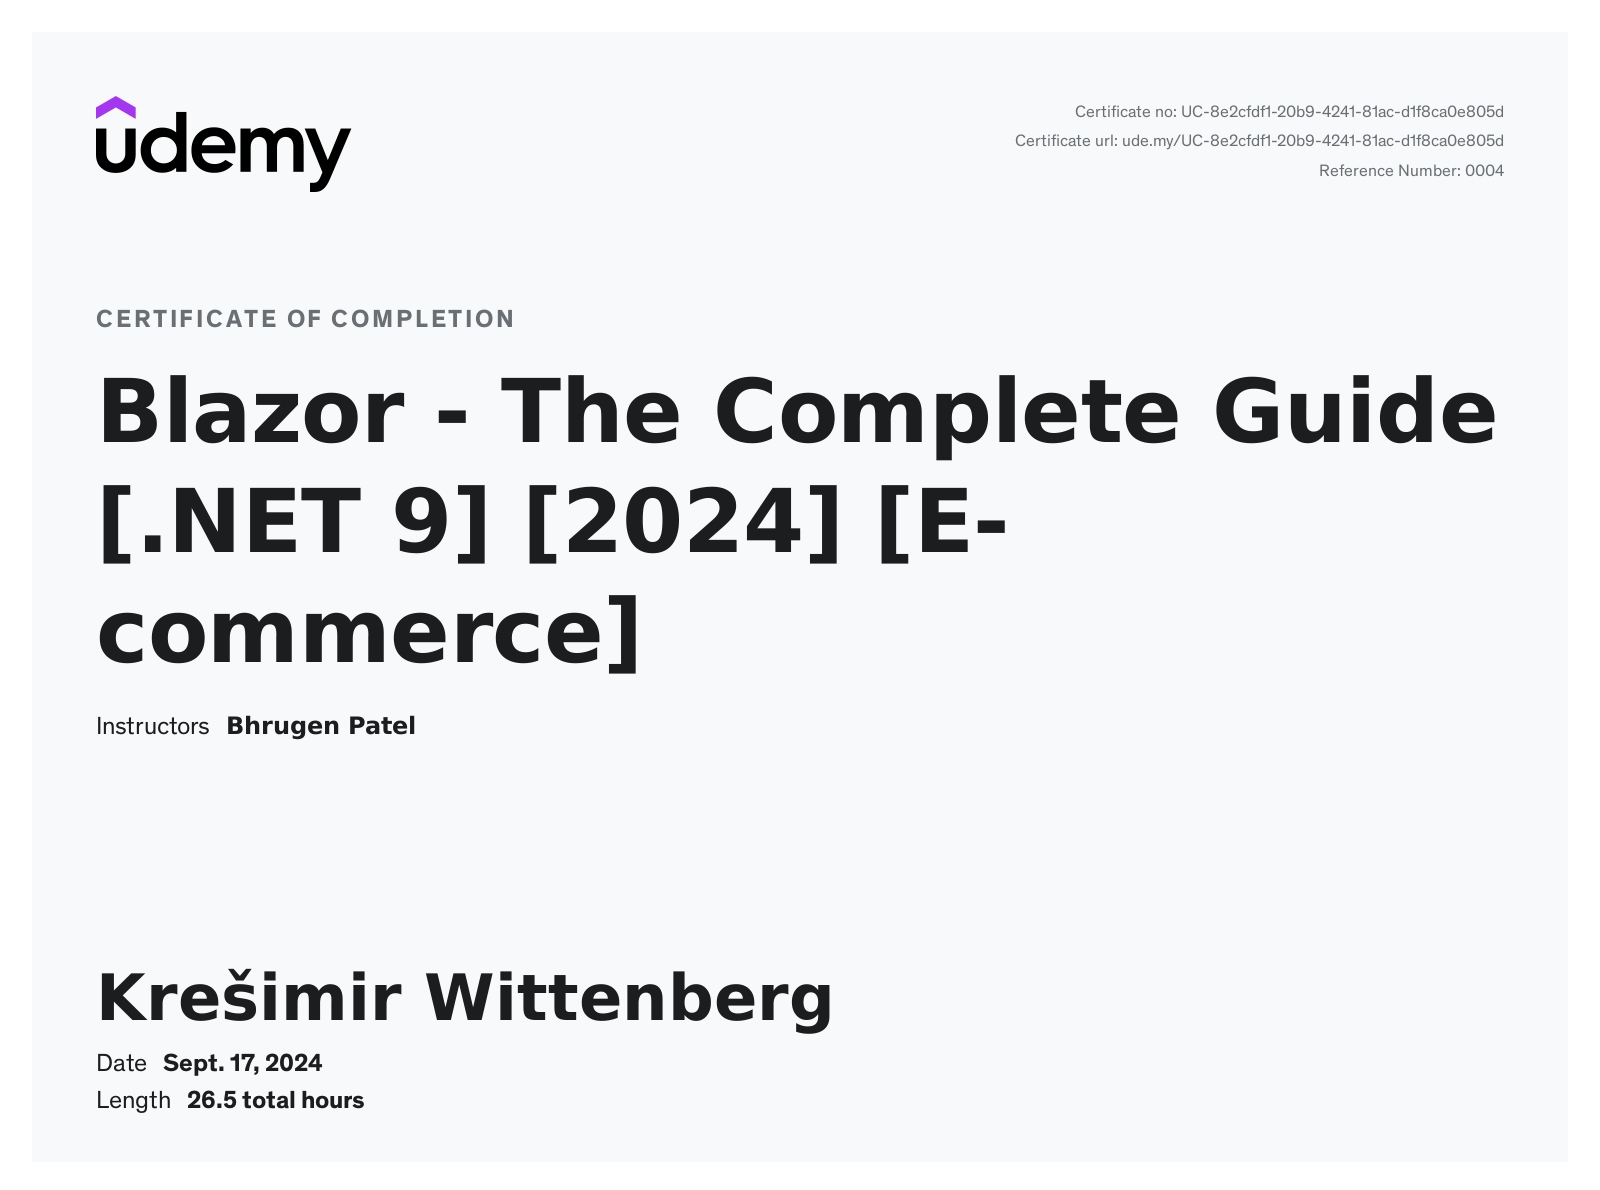 udemy
Certificate no: UC-8e2cfdf1-20b9-4241-81ac-d1f8ca0e805d
Certificate url: ude.my/UC-8e2cfdf1-20b9-4241-81ac-d1f8ca0e805d
Reference Number: 0004
CERTIFICATE OF COMPLETION
Blazor - The Complete Guide
[.NET 9] [2024] [E-
commerce]
Instructors Bhrugen Patel
Krešimir Wittenberg
Date Sept. 17, 2024
Length 26.5 total hours